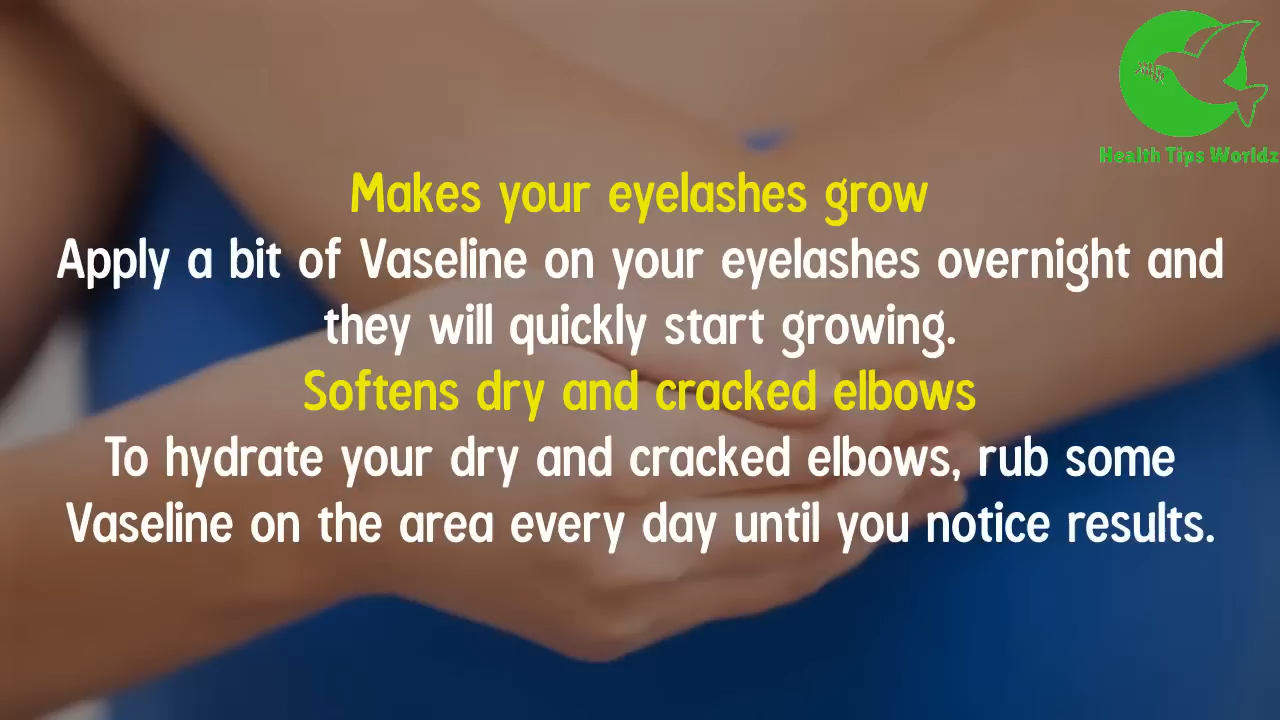 Health Tips Worldz
Makes your eyelashes grow
Apply a bit of Vaseline on your eyelashes overnight and
they will quickly start growing.
Softens dry and cracked elbows
To hydrate your dry and cracked elbows, rub some
Vaseline on the area every day until you notice results.